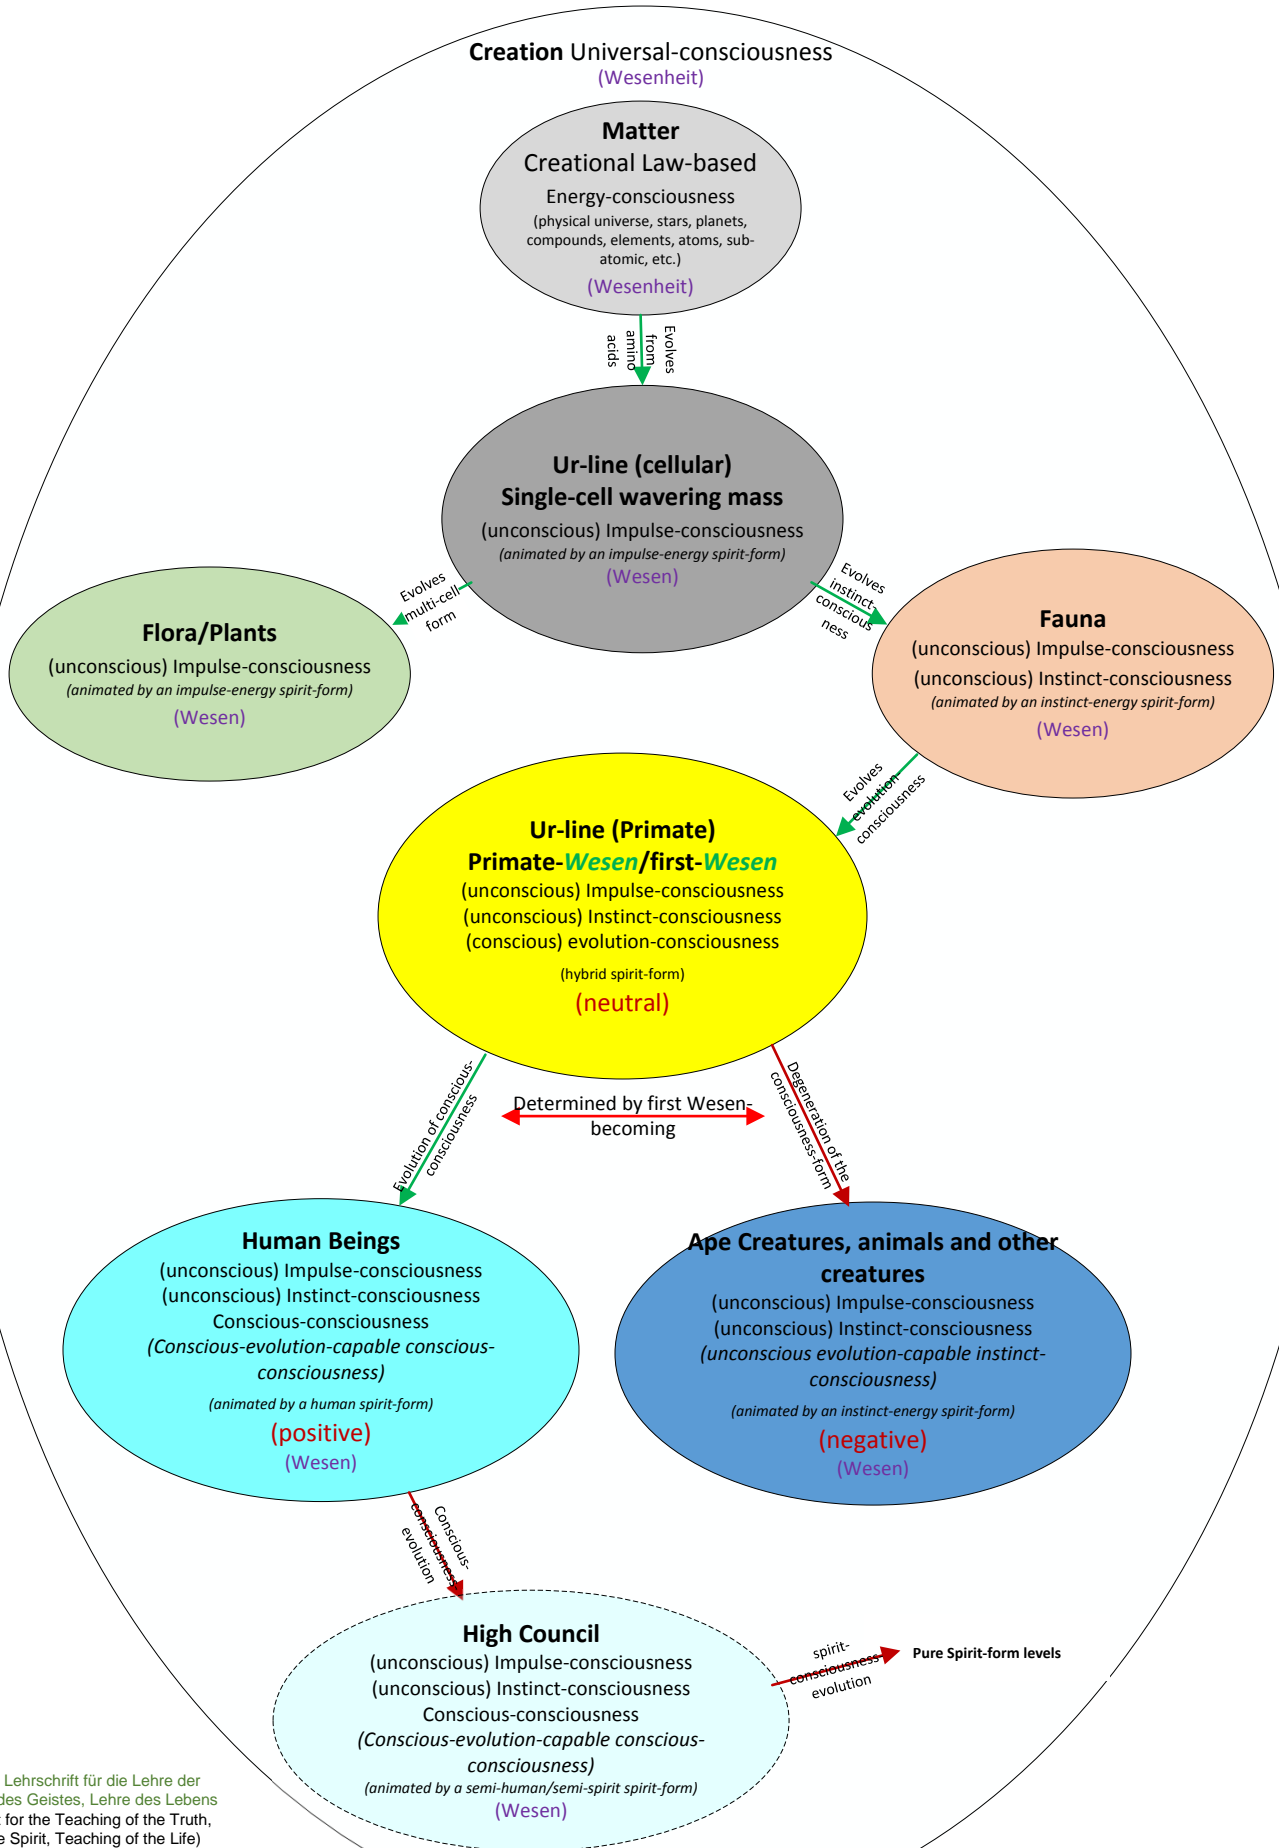 Creation Universal-consciousness
(Wesenheit)
Matter
Creational Law-based
Energy-consciousness
(physical universe, stars, planets,
compounds, elements, atoms, sub-
atomic, etc.)
(Wesenheit)
Evolves
from
amino
acids
Ur-line (cellular)
Single-cell wavering mass
(unconscious) Impulse-consciousness
(animated by an impulse-energy spirit-form)
(Wesen)
Evolves
multi-cell
form
Evolves
instinct-
conscious
ness
Flora/Plants
(unconscious) Impulse-consciousness
(animated by an impulse-energy spirit-form)
(Wesen)
Fauna
(unconscious) Impulse-consciousness
(unconscious) Instinct-consciousness
(animated by an instinct-energy spirit-form)
(Wesen)
Evolves
evolution-
consciousness
Ur-line (Primate)
Primate-Wesen/first-Wesen
(unconscious) Impulse-consciousness
(unconscious) Instinct-consciousness
(conscious) evolution-consciousness
(hybrid spirit-form)
(neutral)
Evolution of conscious-
consciousness
Determined by first Wesen-
becoming
Degeneration of the
consciousness-form
Human Beings
(unconscious) Impulse-consciousness
(unconscious) Instinct-consciousness
Conscious-consciousness
(Conscious-evolution-capable conscious-
consciousness)
(animated by a human spirit-form)
(positive)
(Wesen)
Ape Creatures, animals and other
creatures
(unconscious) Impulse-consciousness
(unconscious) Instinct-consciousness
(unconscious evolution-capable instinct-
consciousness)
(animated by an instinct-energy spirit-form)
(negative)
(Wesen)
Conscious-
consciousness-
evolution
High Council
(unconscious) Impulse-consciousness
(unconscious) Instinct-consciousness
Conscious-consciousness
(Conscious-evolution-capable conscious-
consciousness)
(animated by a semi-human/semi-spirit spirit-form)
(Wesen)
spirit-
consciousness
evolution
Pure Spirit-form levels
Lehrschrift für die Lehre der
des Geistes, Lehre des Lebens
for the Teaching of the Truth,
Spirit, Teaching of the Life)